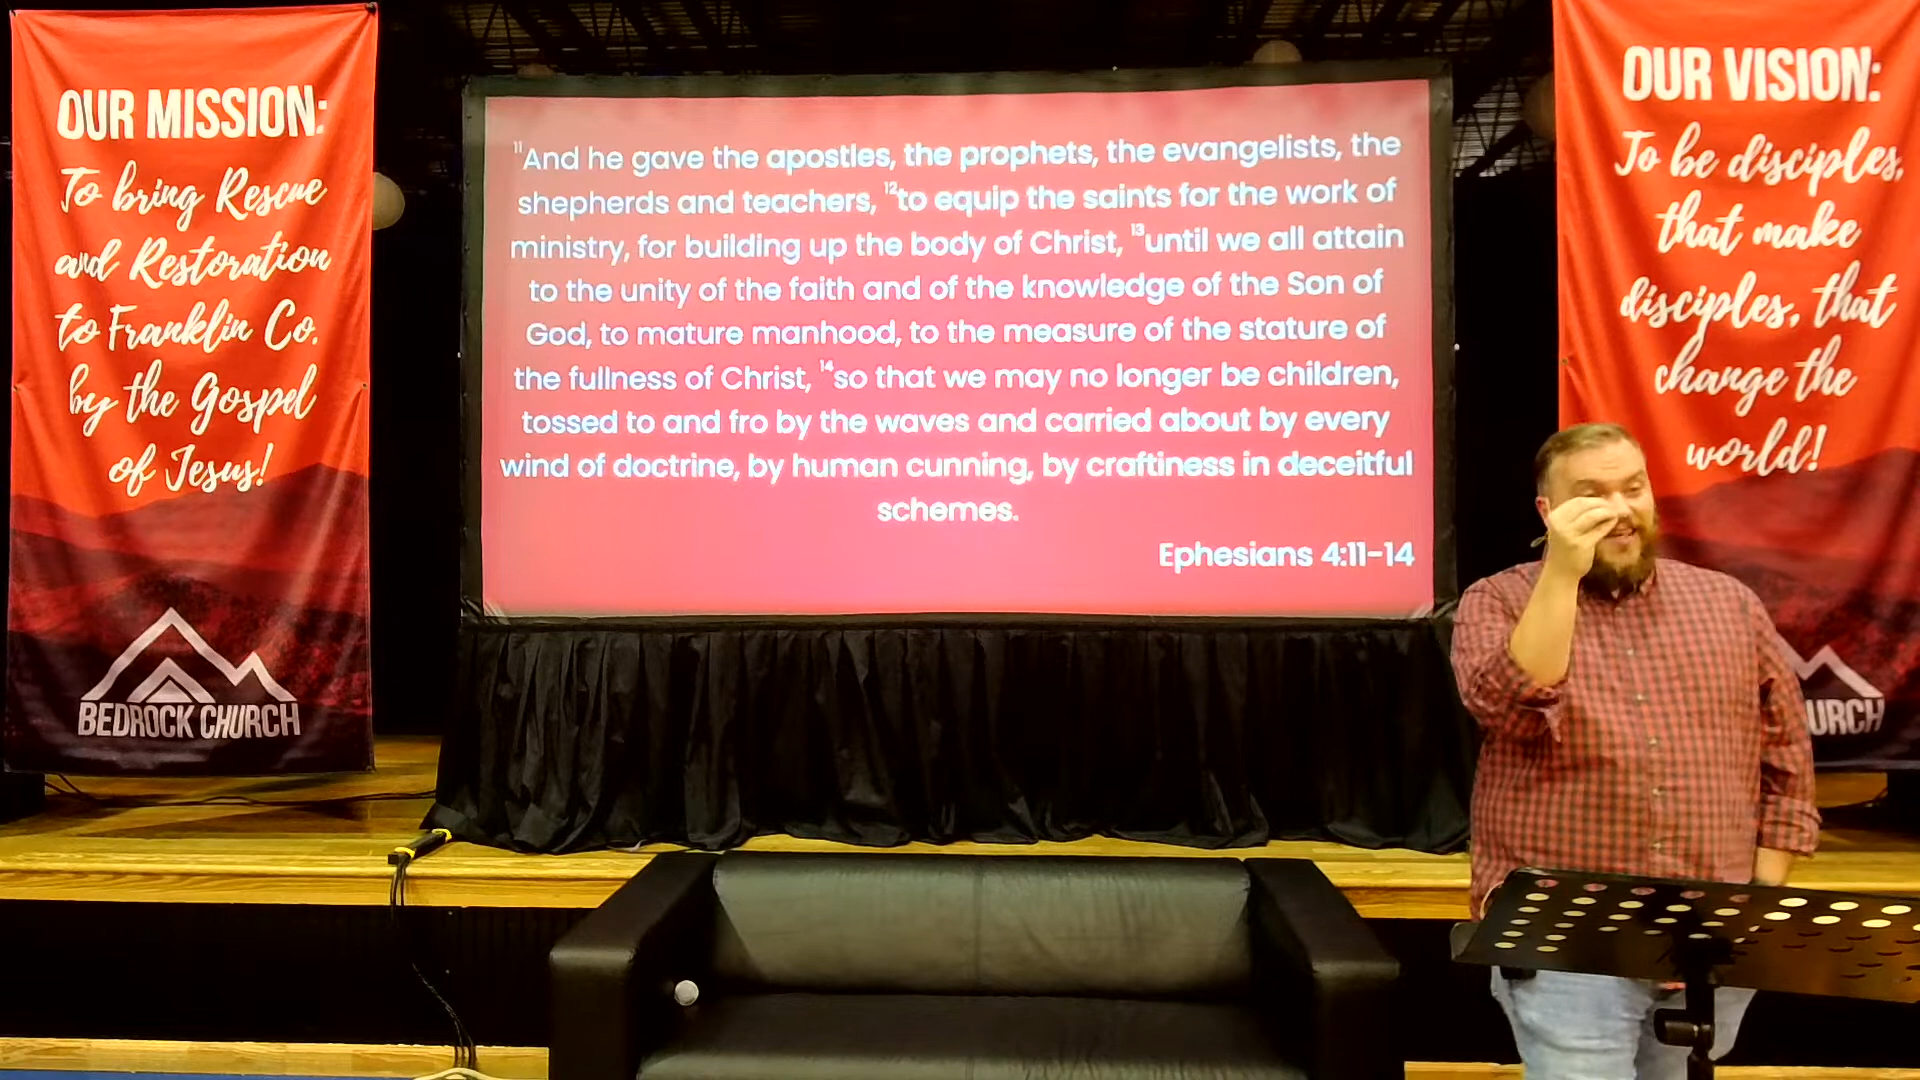 OUR MISSION:
To bring Rescue
and Restoration
to Franklin Co.
by the Gospel
of Jesus!
BEDROCK CHURCH
11And he gave the apostles, the prophets, the evangelists, the
shepherds and teachers, 12to equip the saints for the work of
ministry, for building up the body of Christ, 13until we all attain
to the unity of the faith and of the knowledge of the Son of
God, to mature manhood, to the measure of the stature of
the fullness of Christ, 14so that we may no longer be children,
tossed to and fro by the waves and carried about by every
wind of doctrine, by human cunning, by craftiness in deceitful
schemes.
Ephesians 4:11-14
OUR VISION:
To be disciples,
that make
disciples, that
change the
world!
URCH